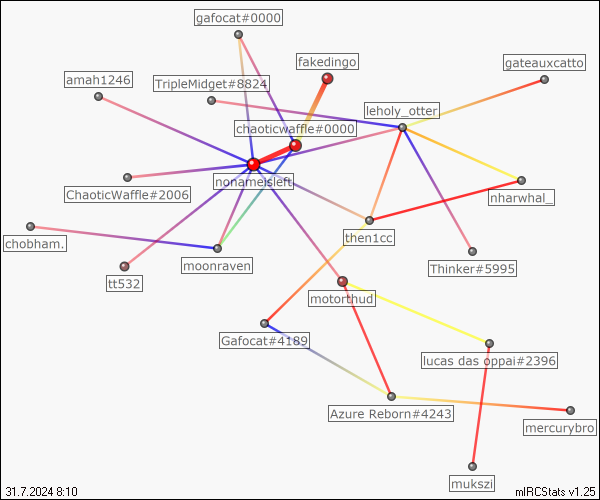 gafocat#0000
fakedingo
gateauxcatto
amah1246
TripleMidget#8824
leholy_otter
chaoticwaffle#0000
nonameisleft
ChaoticWaffle#2006
nharwhal_
chobham.
then1cc
moonraven
Thinker#5995
tt532
motorthud
Gafocat#4189
lucas das oppai#2396
Azure Reborn#4243
mercurybro
mukszi
31.7.2024 8:10
mIRCStats v1.25